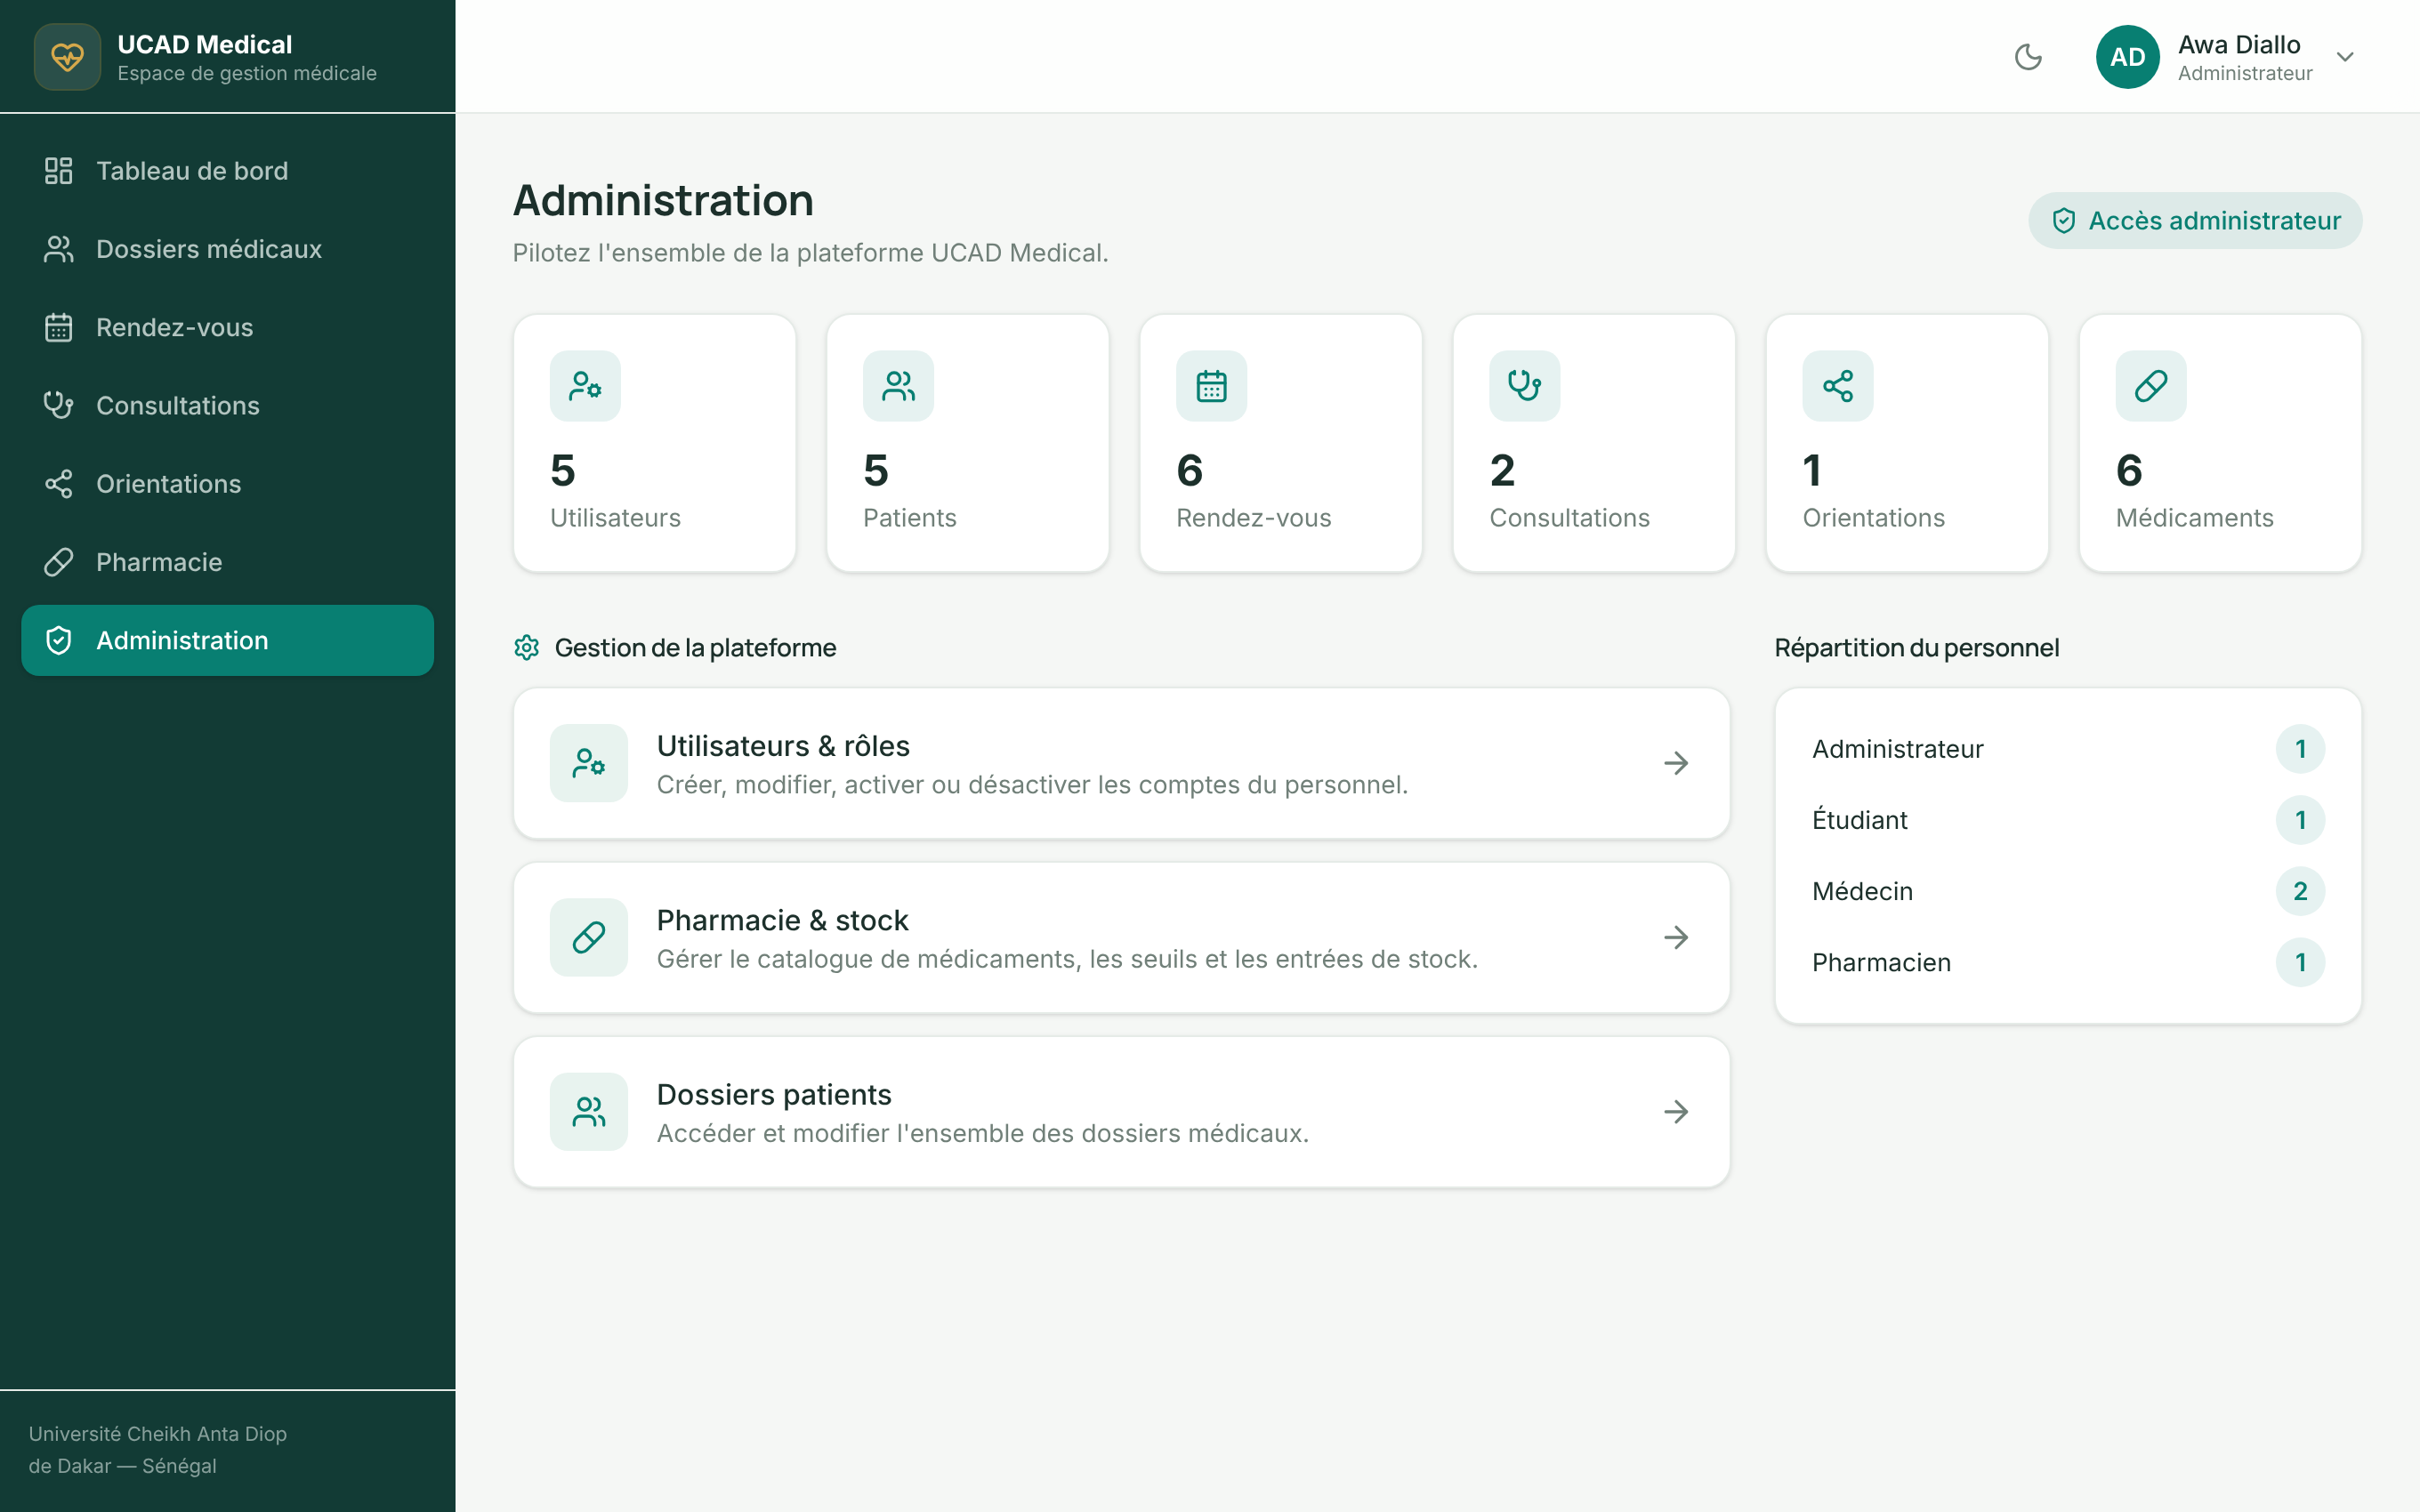 UCAD Medical
Espace de gestion médicale
Tableau de bord
Dossiers médicaux
Rendez-vous
Consultations
Orientations
Pharmacie
Administration
Université Cheikh Anta Diop
de Dakar — Sénégal
AD
Awa Diallo
Administrateur
Administration
Pilotez l'ensemble de la plateforme UCAD Medical.
Accès administrateur
5
Utilisateurs
5
Patients
6
Rendez-vous
2
Consultations
1
Orientations
6
Médicaments
Gestion de la plateforme
Utilisateurs & rôles
Créer, modifier, activer ou désactiver les comptes du personnel.
Pharmacie & stock
Gérer le catalogue de médicaments, les seuils et les entrées de stock.
Dossiers patients
Accéder et modifier l'ensemble des dossiers médicaux.
Répartition du personnel
Administrateur 1
Étudiant 1
Médecin 2
Pharmacien 1